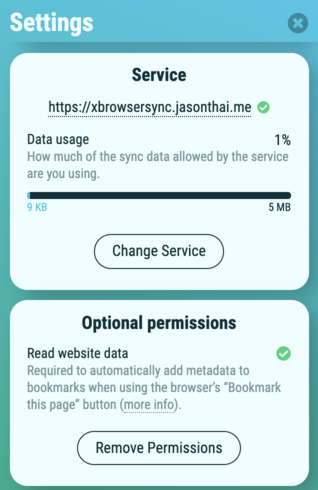 Settings
Service
https://xbrowsersync.jasonthai.me
Data usage 1%
How much of the sync data allowed by the service
are you using.
9 KB 5 MB
Change Service
Optional permissions
Read website data
Required to automatically add metadata to
bookmarks when using the browser's “Bookmark
this page” button (more info).
Remove Permissions